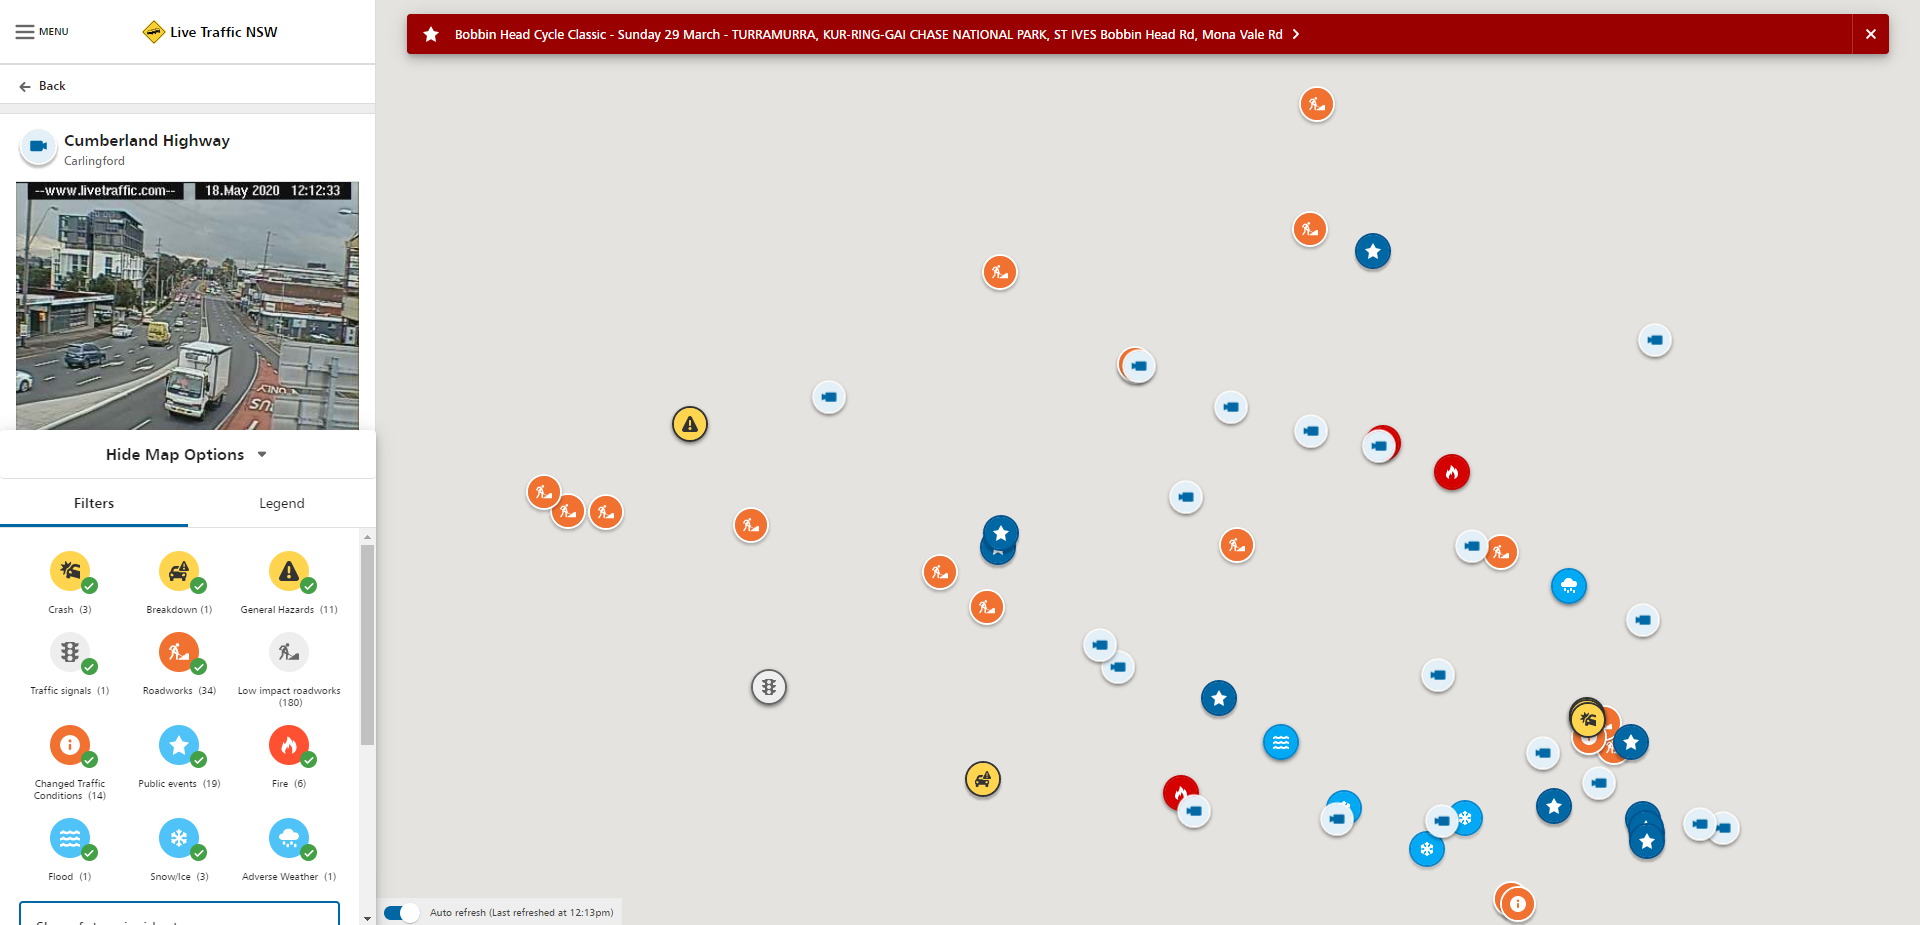 MENU
Live Traffic NSW
Bobbin Head Cycle Classic - Sunday 29 March - TURRAMURRA, KUR-RING-GAI CHASE NATIONAL PARK, ST IVES Bobbin Head Rd, Mona Vale Rd
Back
Cumberland Highway
Carlingford
--www.livetraffic.com-- 18.May 2020 12:12:33
ONLY
BUS
Hide Map Options
Filters Legend
Crash (3) Breakdown (1) General Hazards (11)
Traffic signals (1) Roadworks (34) Low impact roadworks
(180)
Changed Traffic Public events (19) Fire (6)
Conditions (14)
Flood (1) Snow/Ice (3) Adverse Weather (1)
Auto refresh (Last refreshed at 12:13pm)